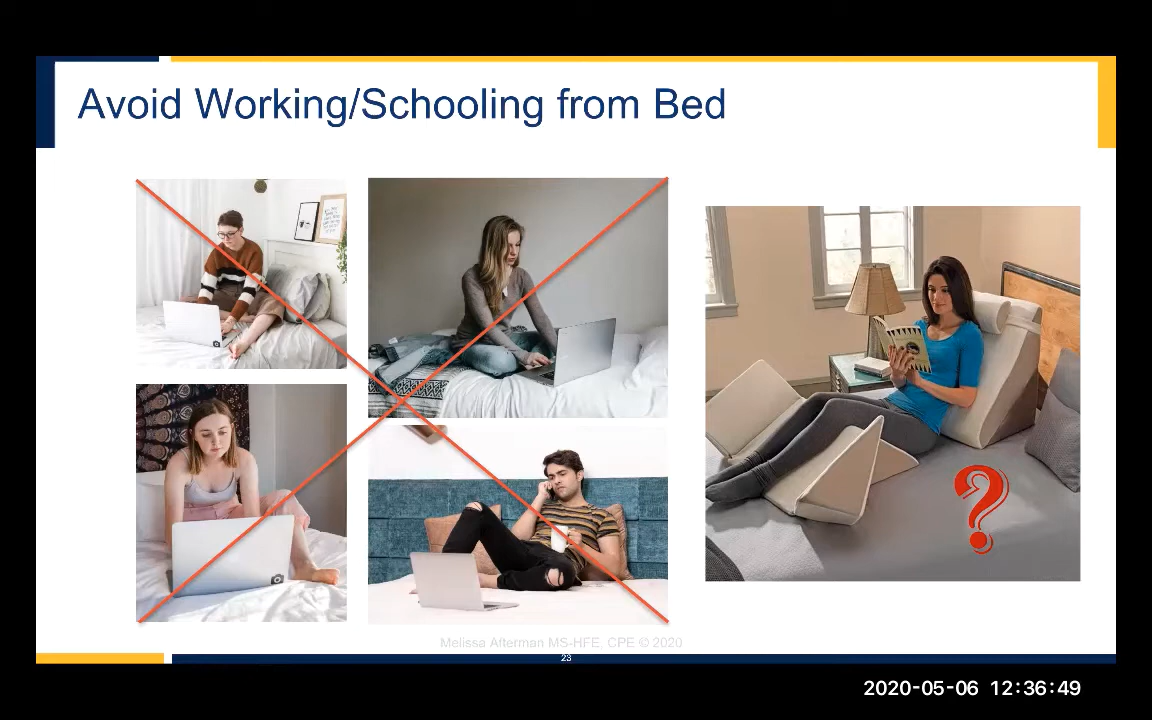 Avoid Working/Schooling from Bed
?
Melissa Afterman MS-HFE, CPE © 2020
23
2020-05-06 12:36:49